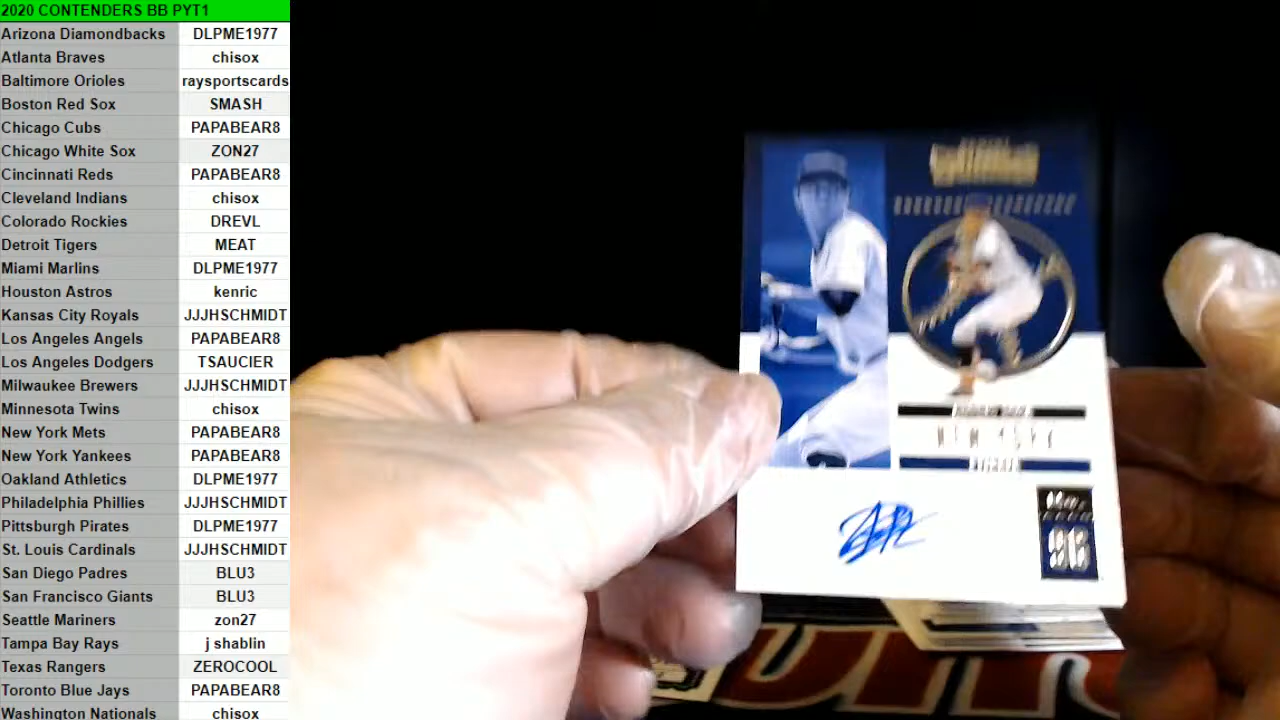 2020 CONTENDERS BB PYT1
Arizona Diamondbacks DLPME1977
Atlanta Braves chisox
Baltimore Orioles raysportscards
Boston Red Sox SMASH
Chicago Cubs PAPABEAR8
Chicago White Sox ZON27
Cincinnati Reds PAPABEAR8
Cleveland Indians chisox
Colorado Rockies DREVL
Detroit Tigers MEAT
Miami Marlins DLPME1977
Houston Astros kenric
Kansas City Royals JJJHSCHMIDT
Los Angeles Angels PAPABEAR8
Los Angeles Dodgers TSAUCIER
Milwaukee Brewers JJJHSCHMIDT
Minnesota Twins chisox
New York Mets PAPABEAR8
New York Yankees PAPABEAR8
Oakland Athletics DLPME1977
Philadelphia Phillies JJJHSCHMIDT
Pittsburgh Pirates DLPME1977
St. Louis Cardinals JJJHSCHMIDT
San Diego Padres BLU3
San Francisco Giants BLU3
Seattle Mariners zon27
Tampa Bay Rays j shablin
Texas Rangers ZEROCOOL
Toronto Blue Jays PAPABEAR8
Washington Nationals chisox
NEW YORK